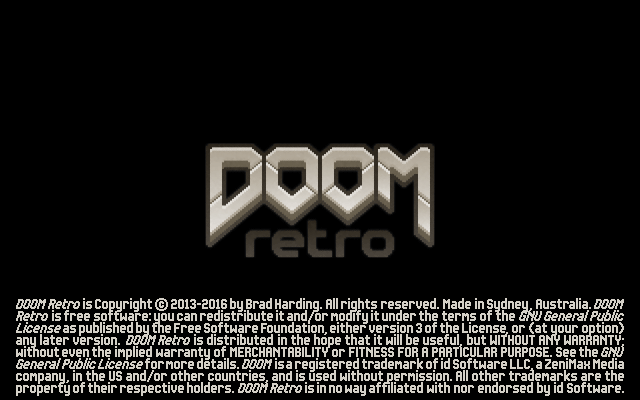 DOOM
retro
DOOM Retro is Copyright © 2013-2016 by Brad Harding. All rights reserved. Made in Sydney, Australia. DOOM
Retro is free software: you can redistribute it and/or modify it under the terms of the GNU General Public
License as published by the Free Software Foundation, either version 3 of the License, or (at your option)
any later version. DOOM Retro is distributed in the hope that it will be useful, but WITHOUT ANY WARRANTY;
without even the implied warranty of MERCHANTABILITY or FITNESS FOR A PARTICULAR PURPOSE. See the GNU
General Public License for more details. DOOM is a registered trademark of id Software LLC, a ZeniMax Media
company, in the US and/or other countries, and is used without permission. All other trademarks are the
property of their respective holders. DOOM Retro is in no way affiliated with nor endorsed by id Software.